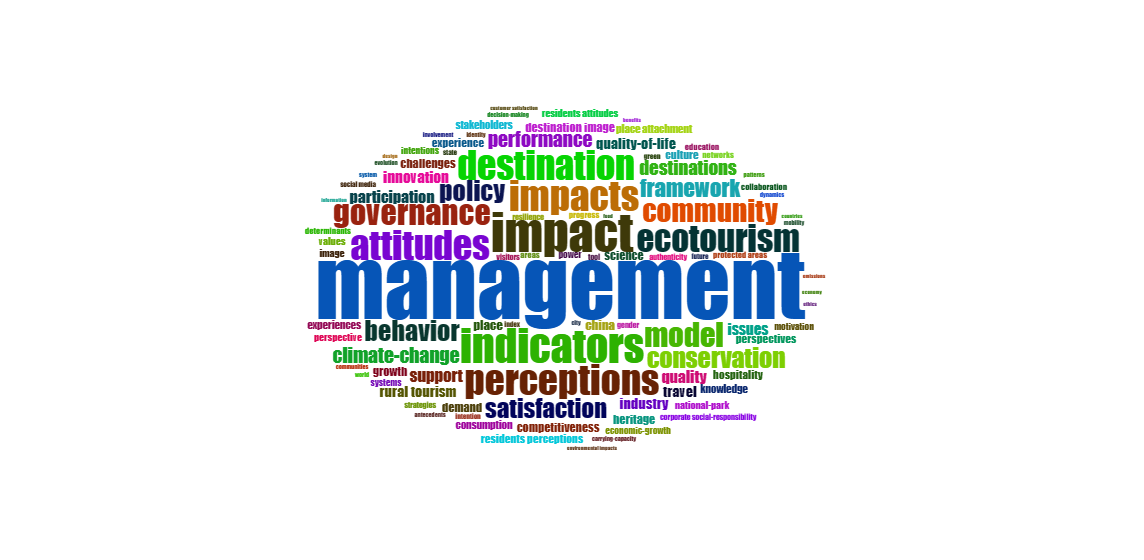 customer satisfaction
decision-making
residents attitudes
benefits
stakeholders
destination image
place attachment
involvement
identity
experience
performance
quality-of-life
education
intentions
state
green
culture
networks
design
evolution
challenges
destination
destinations
system
innovation
patterns
social media
policy
impacts
framework
collaboration
participation
dynamics
information
governance
community
resilience
progress
food
countries
mobility
impact
ecotourism
determinants
attitudes
values
image
visitors
areas
power
tool
science
authenticity
future
protected areas
management
emissions
economy
ethics
experiences
behavior
place
index
city
china
gender
model
issues
motivation
perspective
indicators
perspectives
climate-change
conservation
communities
growth
world
support
perceptions
quality
hospitality
systems
rural tourism
travel
knowledge
strategies
demand
satisfaction
industry
national-park
antecedents
intention
heritage
corporate social-responsibility
consumption
competitiveness
economic-growth
residents perceptions
carrying-capacity
environmental impacts